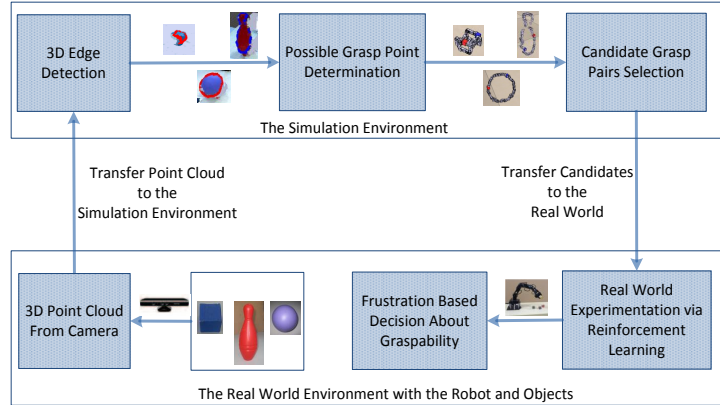 3D Edge
Detection
Possible Grasp Point
Determination
Candidate Grasp
Pairs Selection
The Simulation Environment
Transfer Point Cloud
to the
Simulation Environment
Transfer Candidates
to the
Real World
3D Point Cloud
From Camera
Frustration Based
Decision About
Graspability
Real World
Experimentation via
Reinforcement
Learning
The Real World Environment with the Robot and Objects